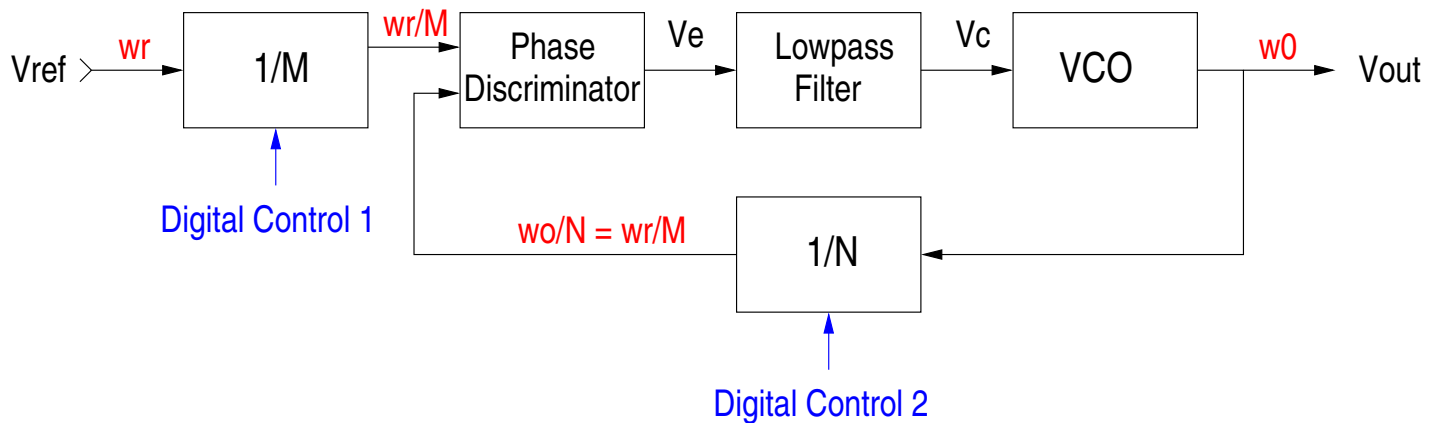 Vref
wr
1/M
wr/M
Phase
Discriminator
Ve
Lowpass
Filter
Vc
VCO
w0
Vout
Digital Control 1
wo/N = wr/M
1/N
Digital Control 2